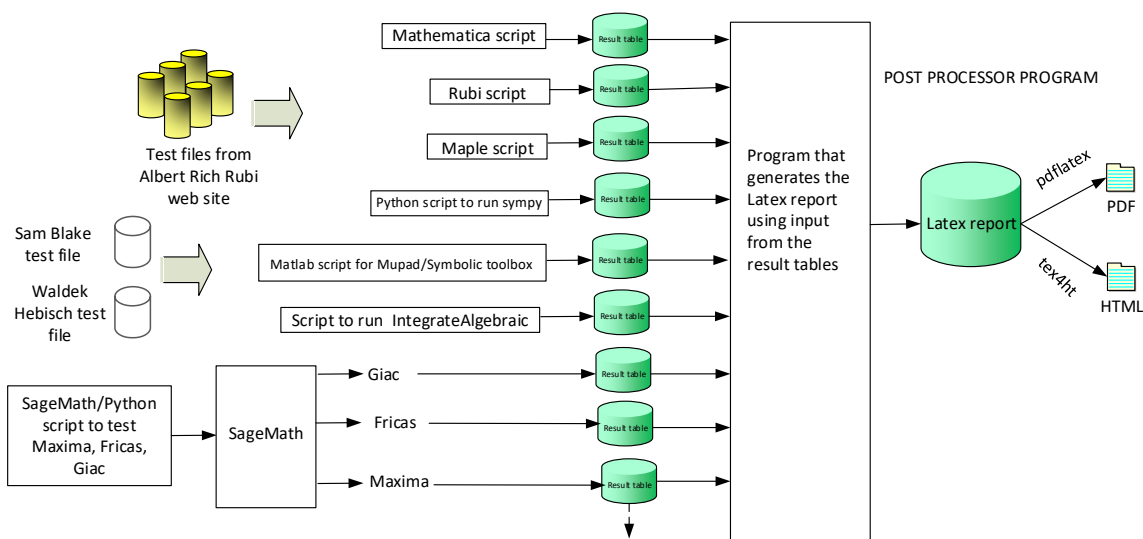 Mathematica script
Result table
Rubi script
Result table
Maple script
Result table
Python script to run sympy
Result table
Matlab script for Mupad/Symbolic toolbox
Result table
Script to run IntegrateAlgebraic
Result table
Giac
Result table
Fricas
Result table
Maxima
Result table
Test files from
Albert Rich Rubi
web site
Sam Blake
test file
Waldek
Hebisch test
file
SageMath/Python
script to test
Maxima, Fricas,
Giac
SageMath
Program that
generates the
Latex report
using input
from the
result tables
POST PROCESSOR PROGRAM
Latex report
pdflatex
PDF
tex4ht
HTML